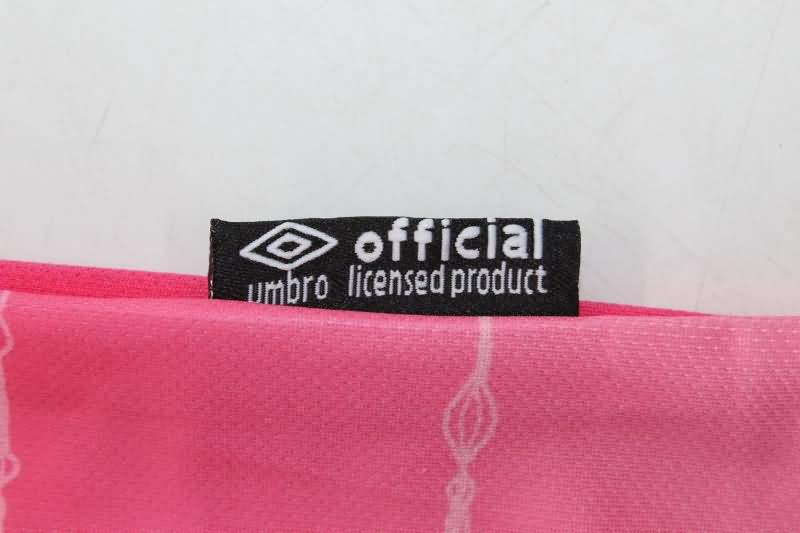 official
umbro licensed product